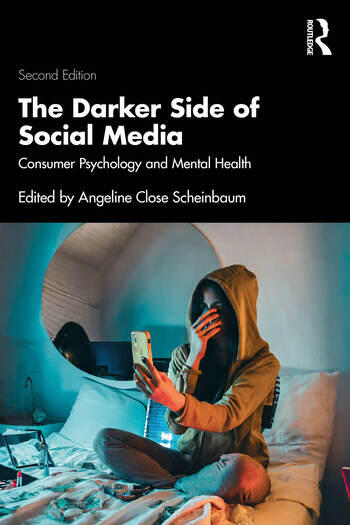 ROUTLEDGE
Second Edition
The Darker Side of
Social Media
Consumer Psychology and Mental Health
Edited by Angeline Close Scheinbaum